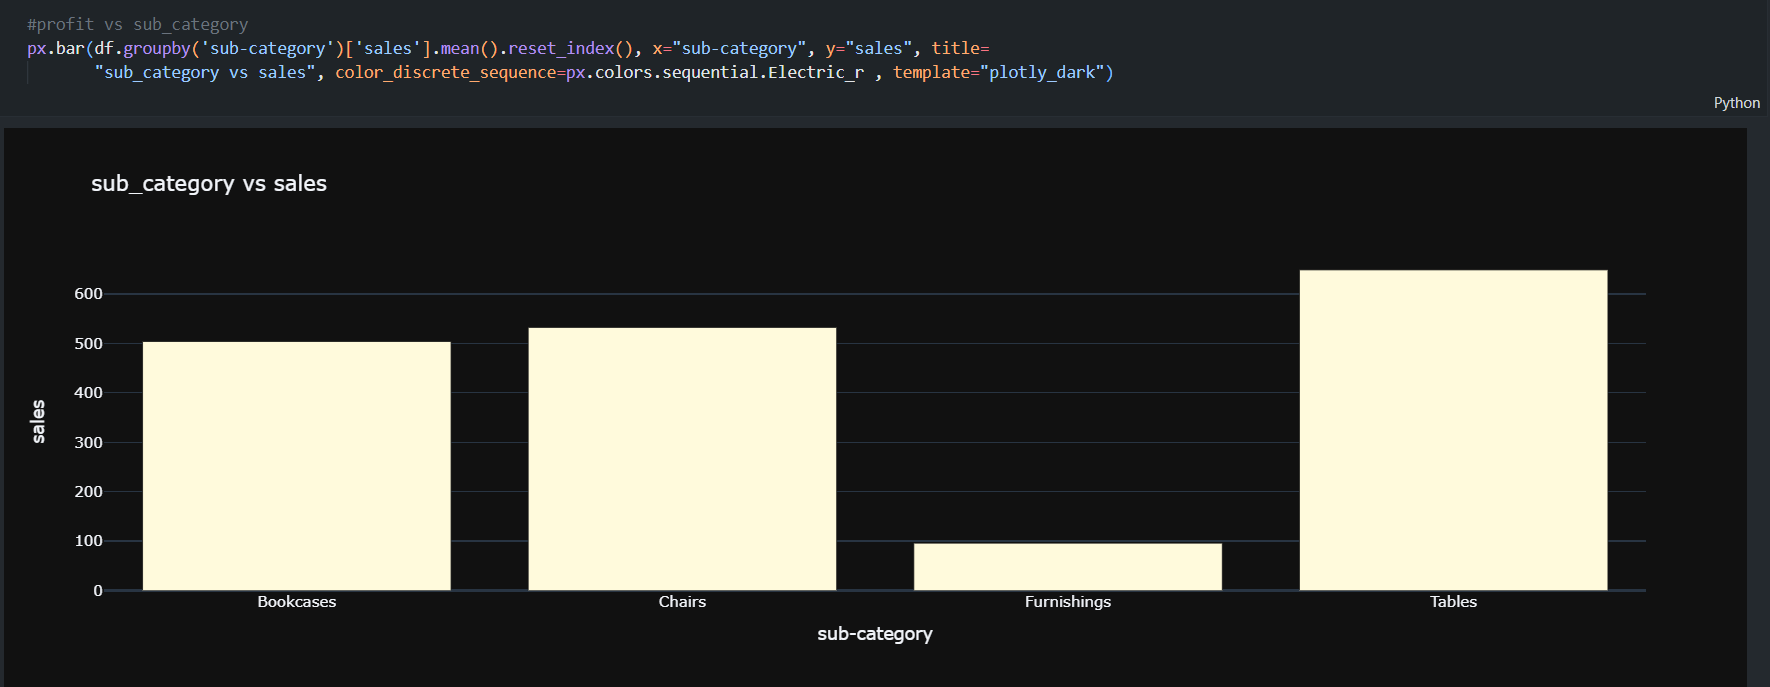 #profit vs sub_category
px.bar(df.groupby('sub-category')['sales'].mean().reset_index(), x="sub-category", y="sales", title=
"sub_category vs sales", color_discrete_sequence=px.colors.sequential.Electric_r , template="plotly_dark")
Python
sub_category vs sales
600
500
400
300
200
100
0
sales
Bookcases Chairs Furnishings Tables
sub-category